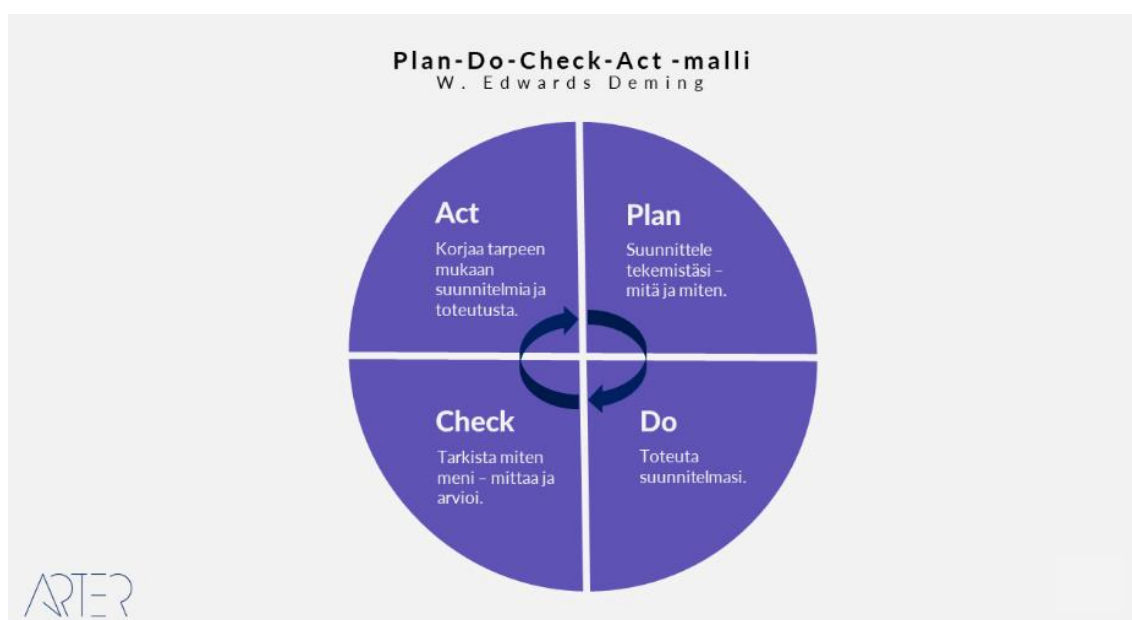 Plan-Do-Check-Act -malli
W. Edwards Deming
Act
Korjaa tarpeen
mukaan
suunnitelmia ja
toteutusta.
Plan
Suunnittele
tekemistäsi –
mitä ja miten.
Check
Tarkista miten
meni – mittaa ja
arvioi.
Do
Toteuta
suunnitelmasi.
ARTER